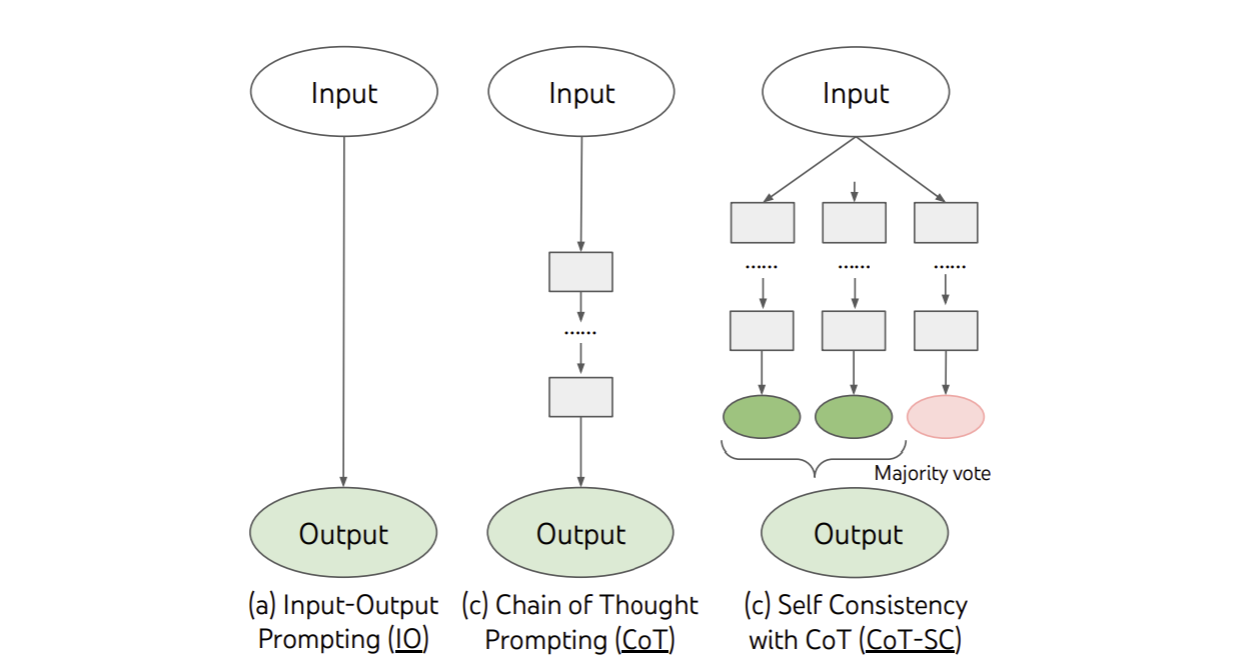 Input
Input
Input
......
......
......
......
Majority vote
Output
Output
Output
(a) Input-Output
Prompting (IO)
(c) Chain of Thought
Prompting (CoT)
(c) Self Consistency
with CoT (CoT-SC)